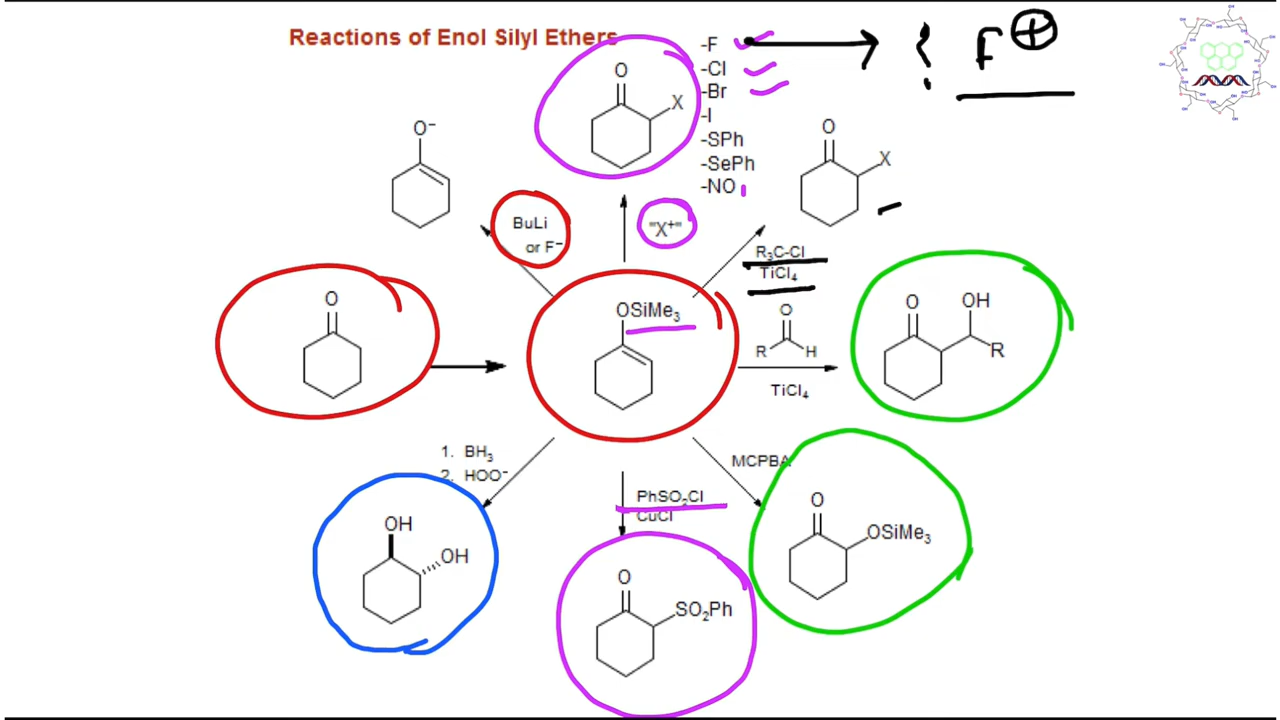 Reactions of Enol Silyl Ethers
-F
-Cl
-Br
-I
-SPh
-SePh
-NO
F⊕
O
X
"X⁺"
O⁻
BuLi
or F⁻
O
X
R₃C-Cl
TiCl₄
O
OSiMe₃
O
R H
TiCl₄
O OH
R
1. BH₃
2. HOO⁻
OH
OH
PhSO₂Cl
CuCl
O
SO₂Ph
MCPBA
O
OSiMe₃